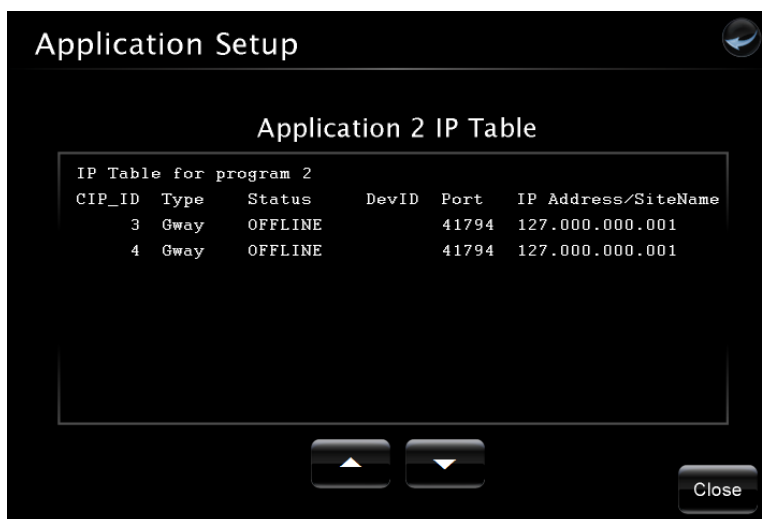 Application Setup
Application 2 IP Table
IP Table for program 2
CIP_ID Type Status DevID Port IP Address/SiteName
3 Gway OFFLINE 41794 127.000.000.001
4 Gway OFFLINE 41794 127.000.000.001
Close